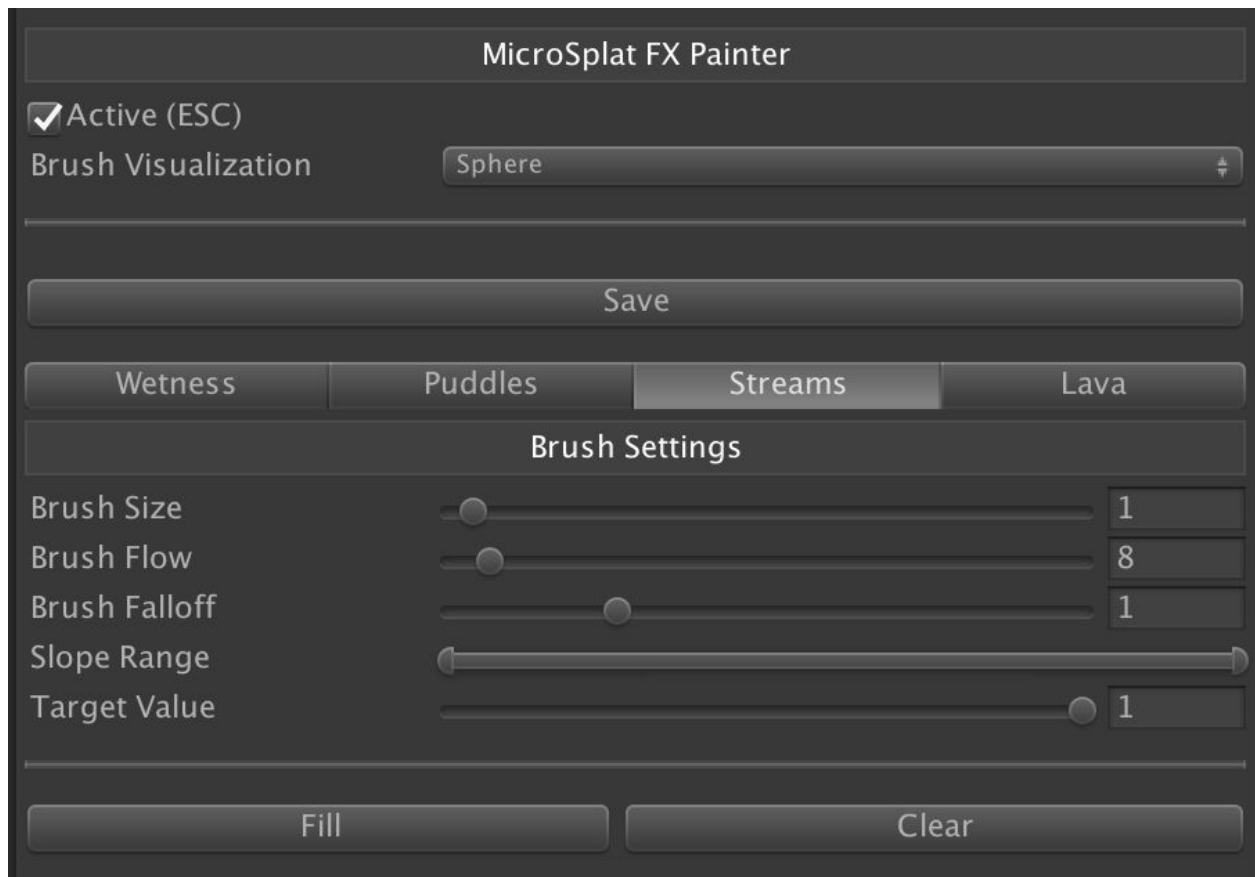 MicroSplat FX Painter
Active (ESC)
Brush Visualization Sphere
Save
Wetness Puddles Streams Lava
Brush Settings
Brush Size 1
Brush Flow 8
Brush Falloff 1
Slope Range
Target Value 1
Fill Clear